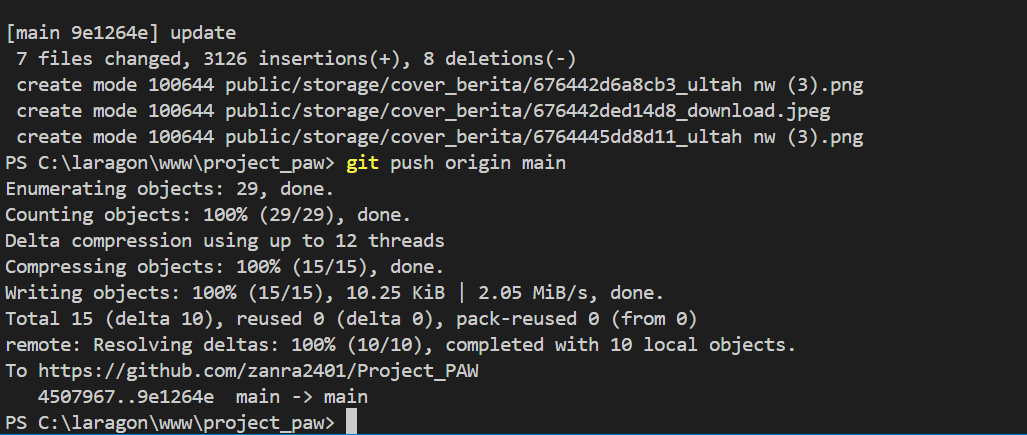 [main 9e1264e] update
 7 files changed, 3126 insertions(+), 8 deletions(-)
 create mode 100644 public/storage/cover_berita/676442d6a8cb3_ultah nw (3).png
 create mode 100644 public/storage/cover_berita/676442ded14d8_download.jpeg
 create mode 100644 public/storage/cover_berita/6764445dd8d11_ultah nw (3).png
PS C:\laragon\www\project_paw> git push origin main
Enumerating objects: 29, done.
Counting objects: 100% (29/29), done.
Delta compression using up to 12 threads
Compressing objects: 100% (15/15), done.
Writing objects: 100% (15/15), 10.25 KiB | 2.05 MiB/s, done.
Total 15 (delta 10), reused 0 (delta 0), pack-reused 0 (from 0)
remote: Resolving deltas: 100% (10/10), completed with 10 local objects.
To https://github.com/zanra2401/Project_PAW
   4507967..9e1264e  main -> main
PS C:\laragon\www\project_paw>